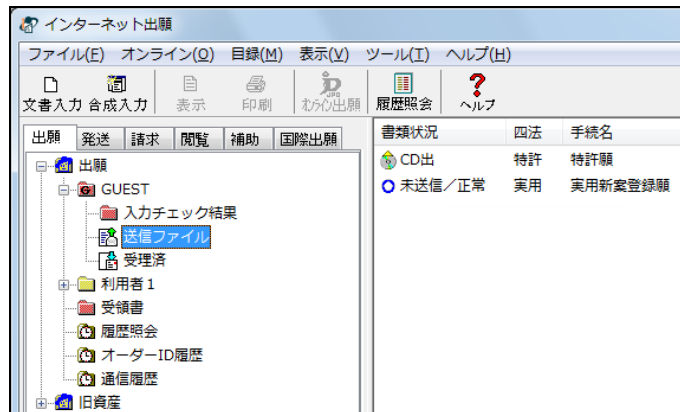 インターネット出願
ファイル(F) オンライン(O) 目録(M) 表示(V) ツール(T) ヘルプ(H)
文書入力 合成入力 表示 印刷 オンライン出願 履歴照会 ヘルプ
出願 発送 請求 閲覧 補助 国際出願
出願
GUEST
入力チェック結果
送信ファイル
受理済
利用者1
受領書
履歴照会
オーダーID履歴
通信履歴
旧資産
書類状況 四法 手続名
CD出 特許 特許願
未送信/正常 実用 実用新案登録願